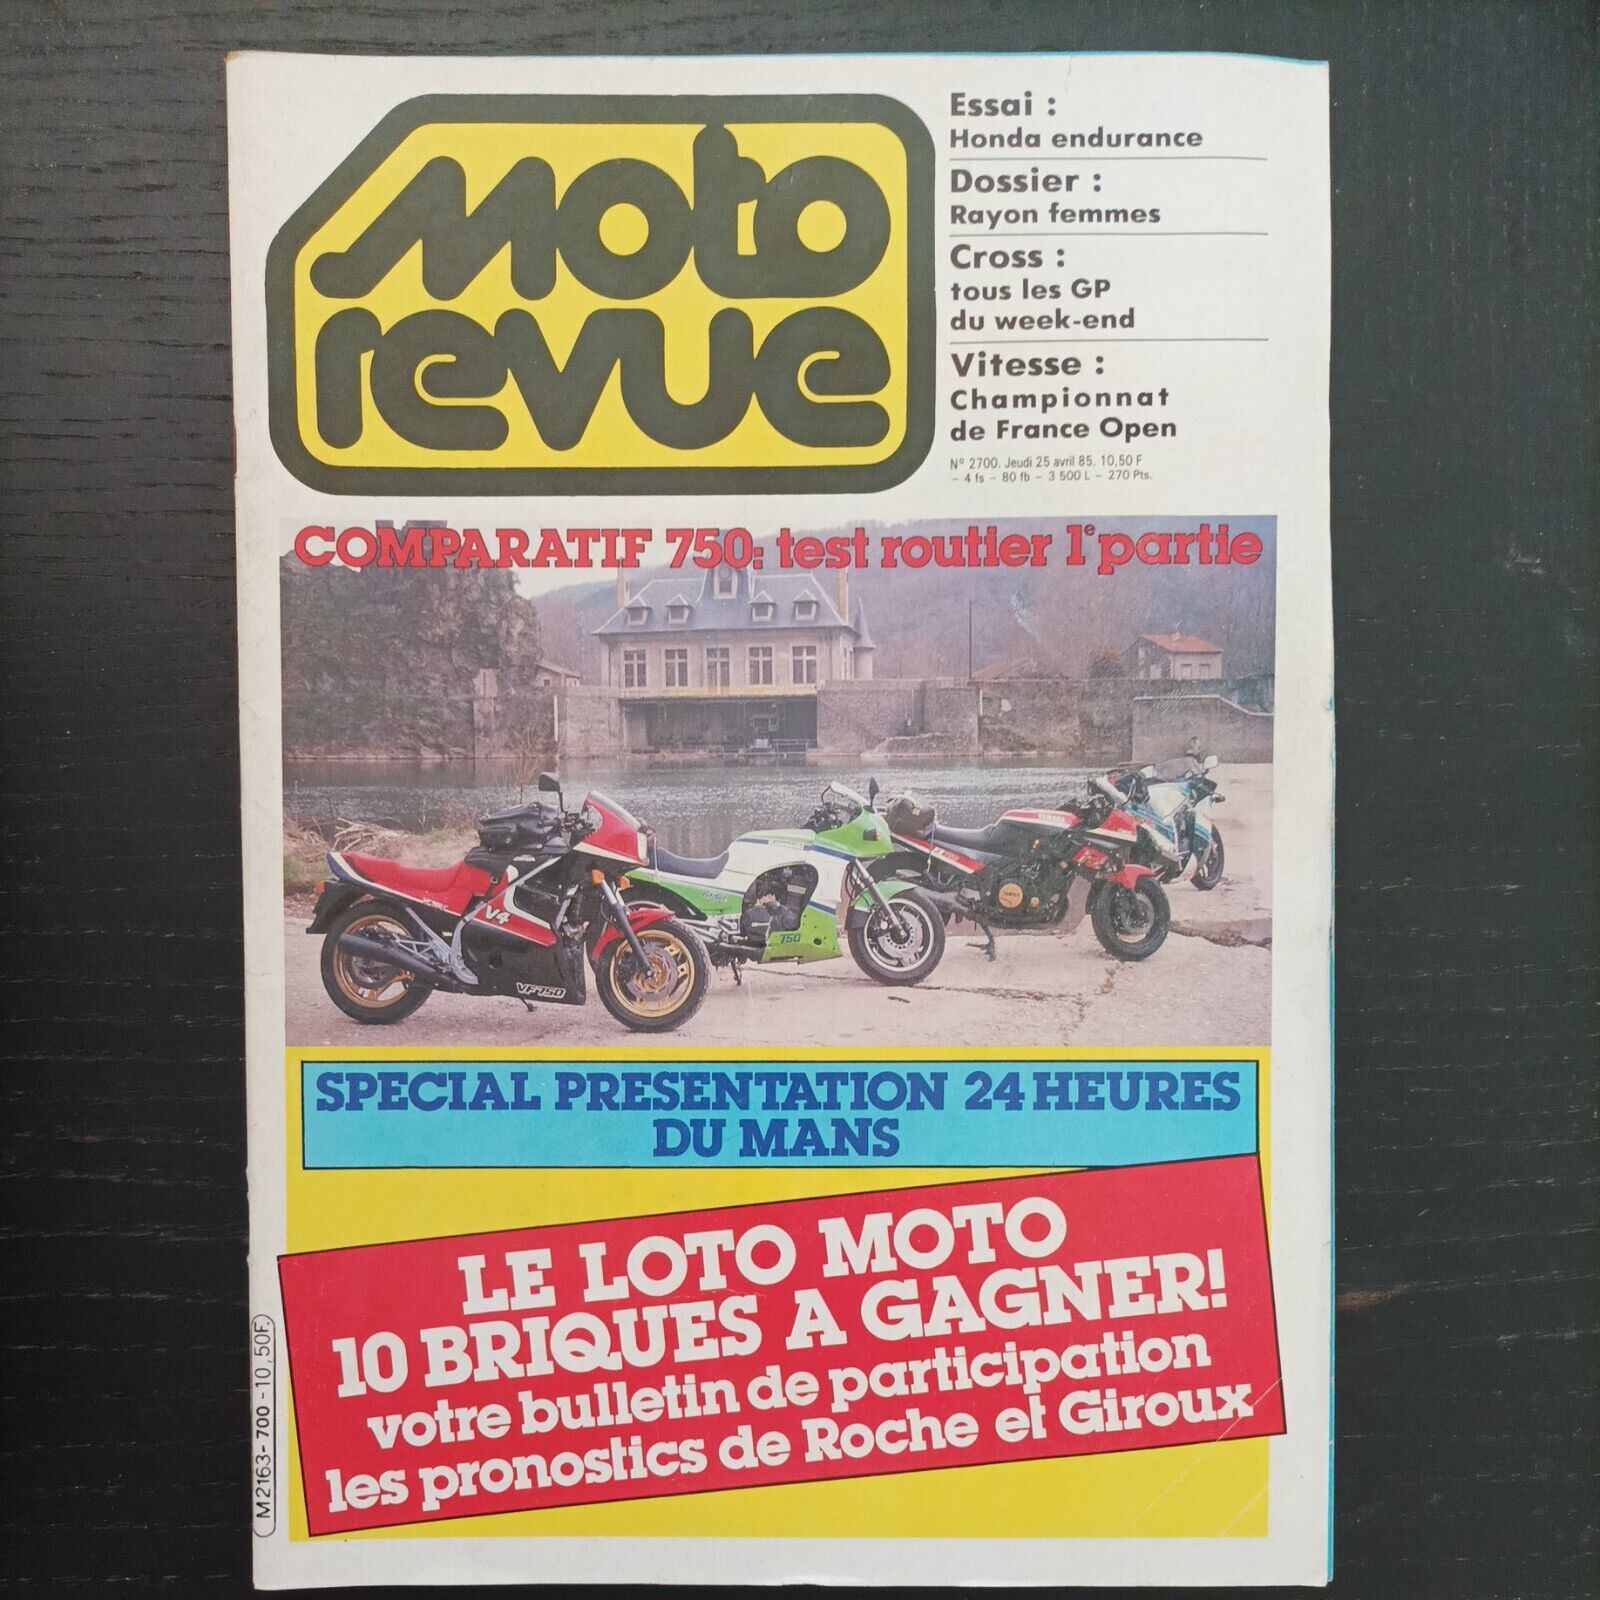 moto
revue
Essai :
Honda endurance
Dossier :
Rayon femmes
Cross :
tous les GP
du week-end
Vitesse :
Championnat
de France Open
Nº 2700. Jeudi 25 avril 85. 10,50 F
– 4 fs – 80 fb – 3 500 L – 270 Pts.
COMPARATIF 750: test routier 1e partie
YAMAHA
V4
750
VF750
SPECIAL PRESENTATION 24 HEURES
DU MANS
LE LOTO MOTO
10 BRIQUES A GAGNER!
votre bulletin de participation
les pronostics de Roche et Giroux
M2163-700-10,50F.